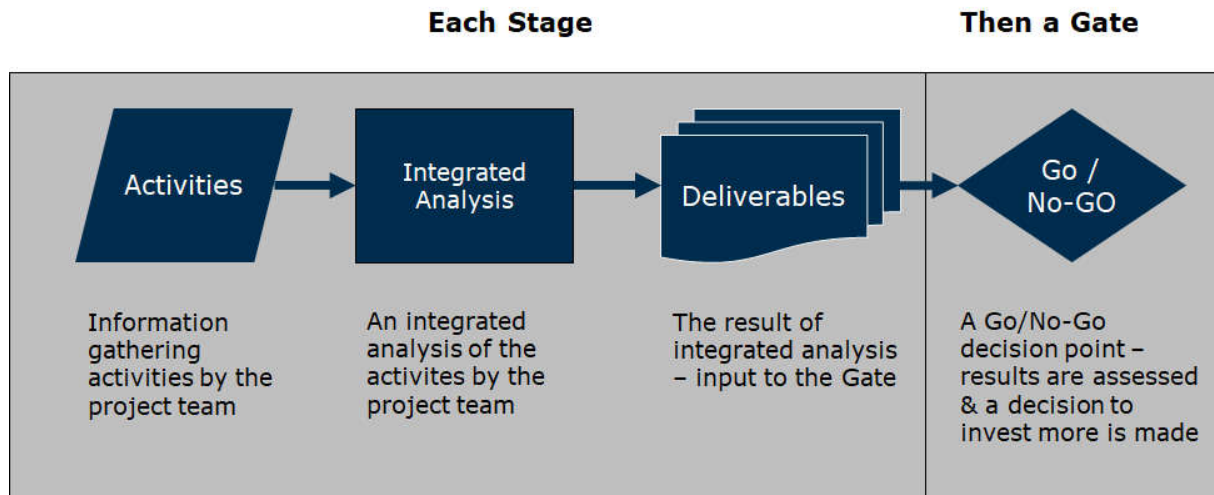 Each Stage
Then a Gate
Activities
Integrated
Analysis
Deliverables
Go /
No-GO
Information
gathering
activities by the
project team
An integrated
analysis of the
activites by the
project team
The result of
integrated analysis
– input to the Gate
A Go/No-Go
decision point –
results are assessed
& a decision to
invest more is made